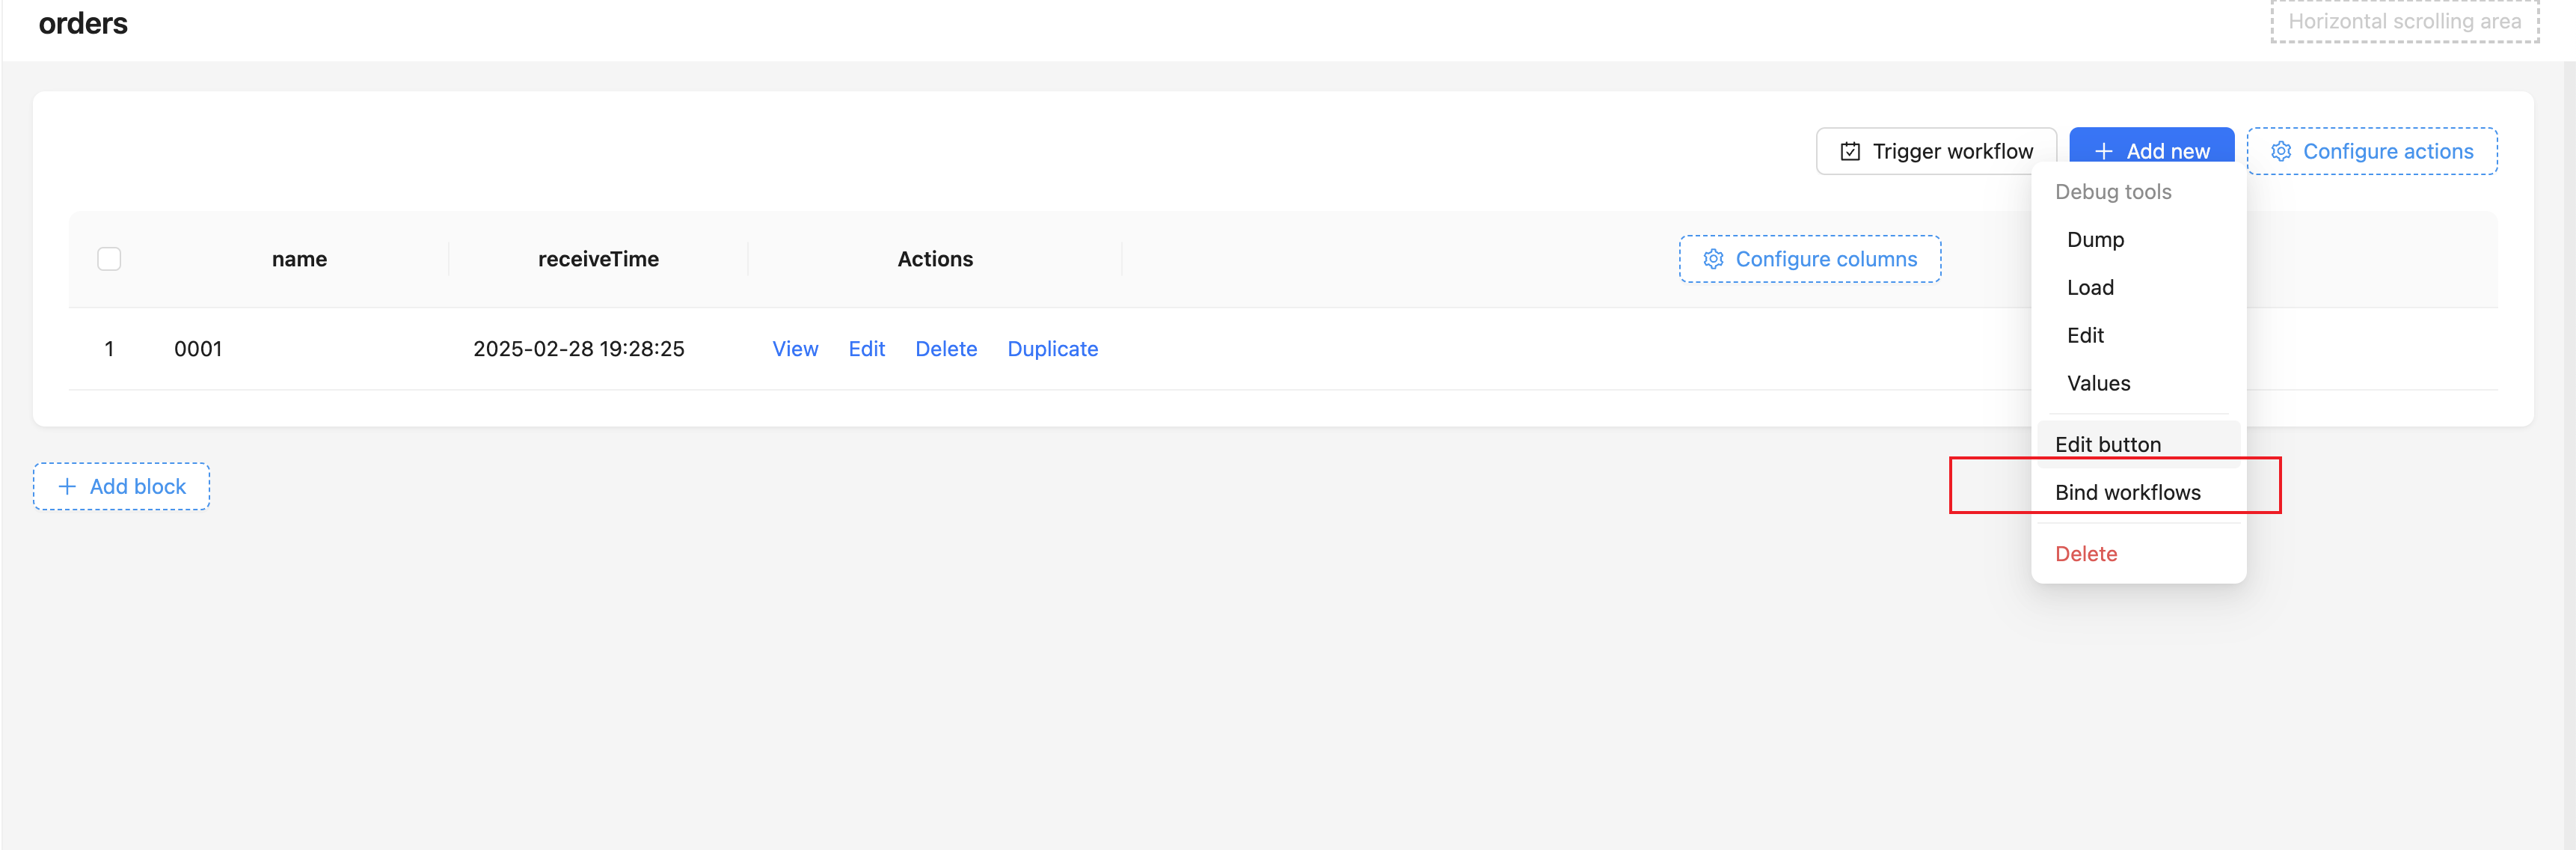 orders
Horizontal scrolling area
Trigger workflow
Add new
Configure actions
Debug tools
Dump
Load
Edit
Values
Edit button
Bind workflows
Delete
name receiveTime Actions Configure columns
1 0001 2025-02-28 19:28:25 View Edit Delete Duplicate
Add block